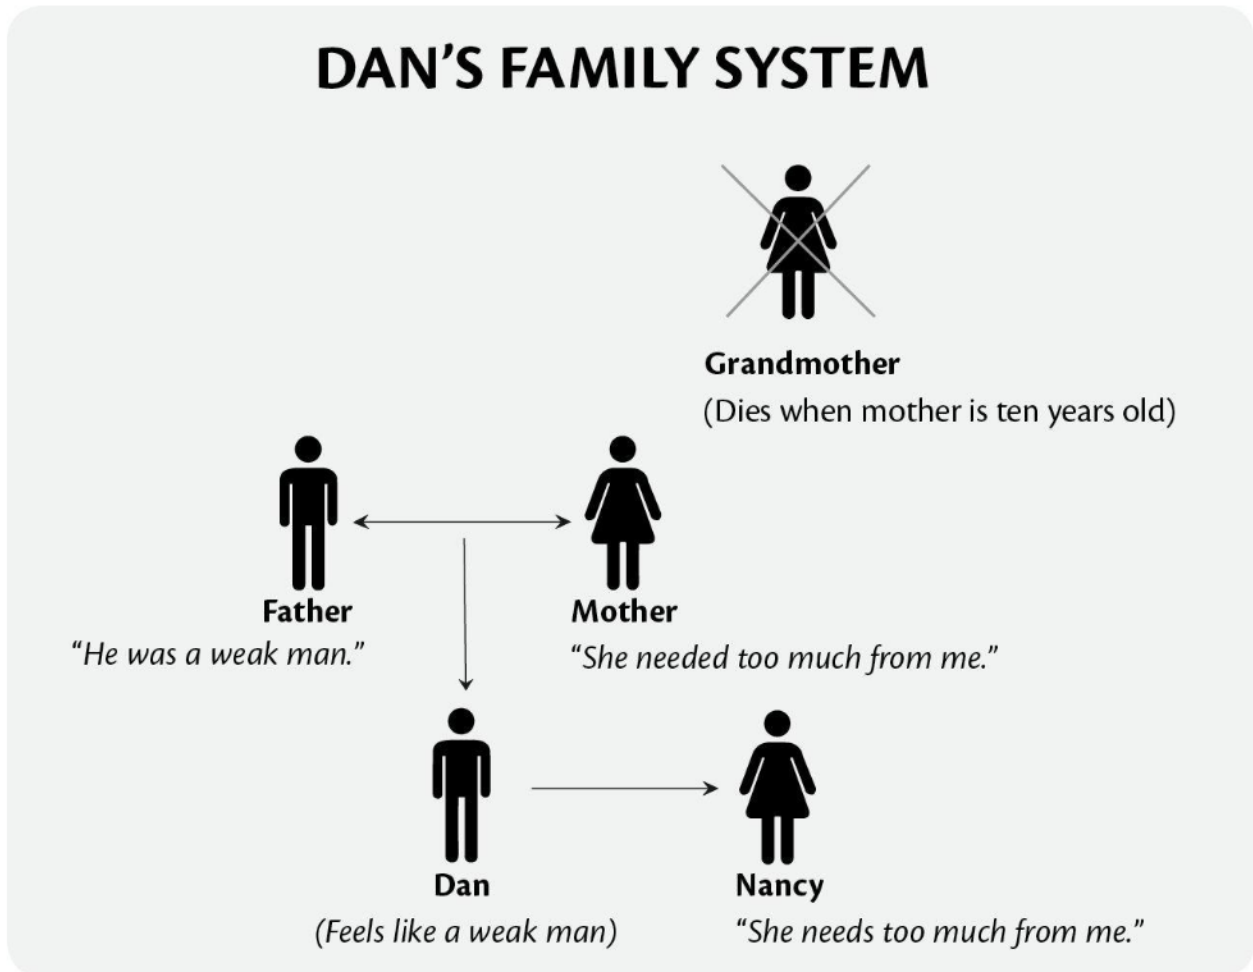 DAN’S FAMILY SYSTEM
Grandmother
(Dies when mother is ten years old)
Father
“He was a weak man.”
Mother
“She needed too much from me.”
Dan
(Feels like a weak man)
Nancy
“She needs too much from me.”